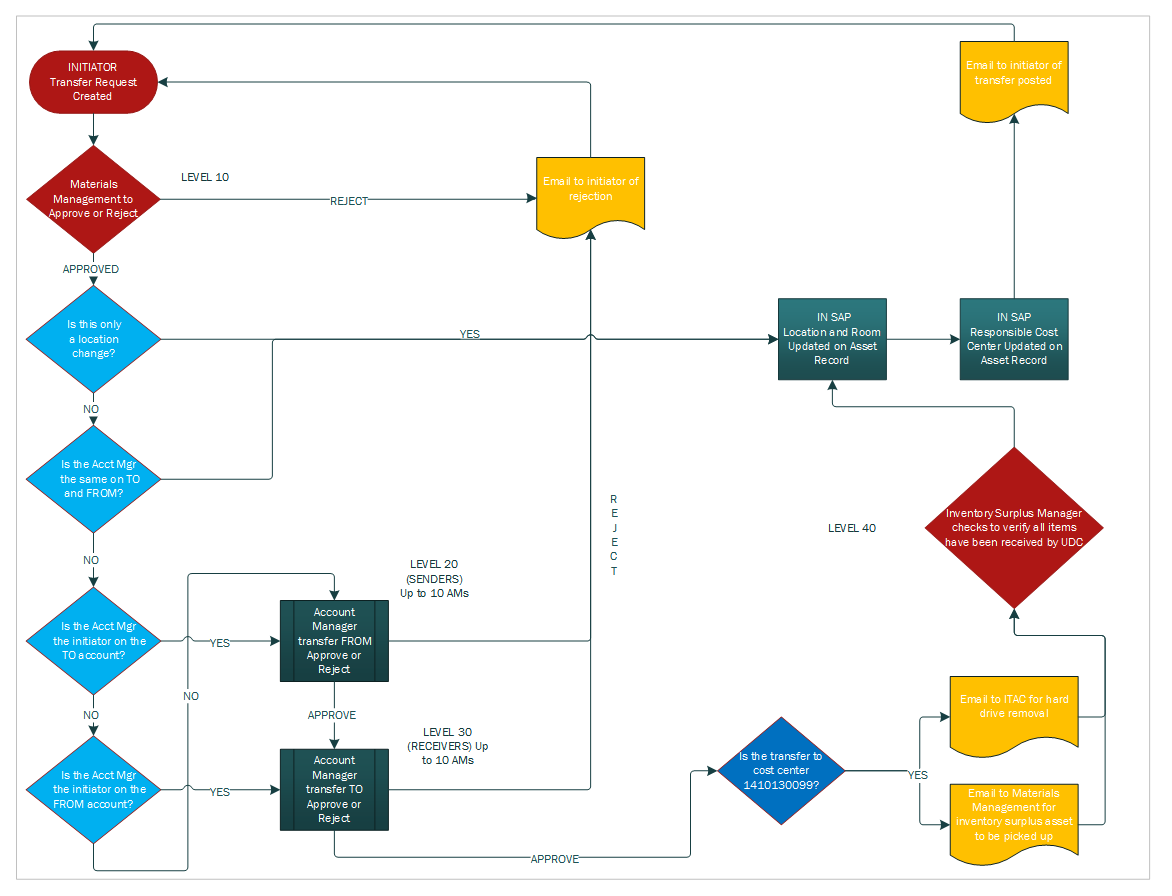 INITIATOR
Transfer Request
Created
Email to initiator of
transfer posted
Materials
Management to
Approve or Reject
LEVEL 10
REJECT
Email to initiator of
rejection
APPROVED
Is this only
a location
change?
YES
IN SAP
Location and Room
Updated on Asset
Record
IN SAP
Responsible Cost
Center Updated on
Asset Record
NO
Is the Acct Mgr
the same on TO
and FROM?
R
E
J
E
C
T
LEVEL 40
Inventory Surplus Manager
checks to verify all items
have been received by UDC
NO
LEVEL 20
(SENDERS)
Up to 10 AMs
Is the Acct Mgr
the initiator on the
TO account?
YES
Account
Manager
transfer FROM
Approve or
Reject
NO
NO
APPROVE
LEVEL 30
(RECEIVERS) Up
to 10 AMs
Is the Acct Mgr
the initiator on the
FROM account?
YES
Account
Manager
transfer TO
Approve or
Reject
APPROVE
Is the transfer to
cost center
1410130099?
YES
Email to ITAC for hard
drive removal
Email to Materials
Management for
inventory surplus asset
to be picked up